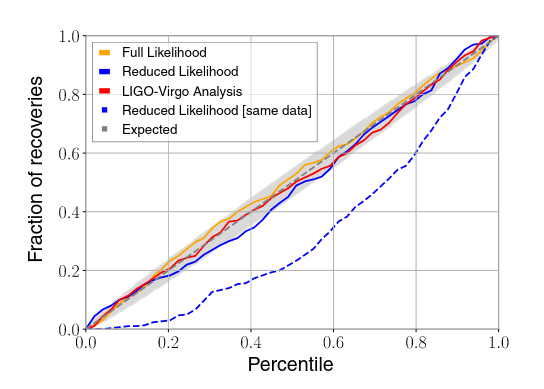 1.0
0.8
0.6
0.4
0.2
0.0
Fraction of recoveries
Full Likelihood
Reduced Likelihood
LIGO-Virgo Analysis
Reduced Likelihood [same data]
Expected
0.0 0.2 0.4 0.6 0.8 1.0
Percentile